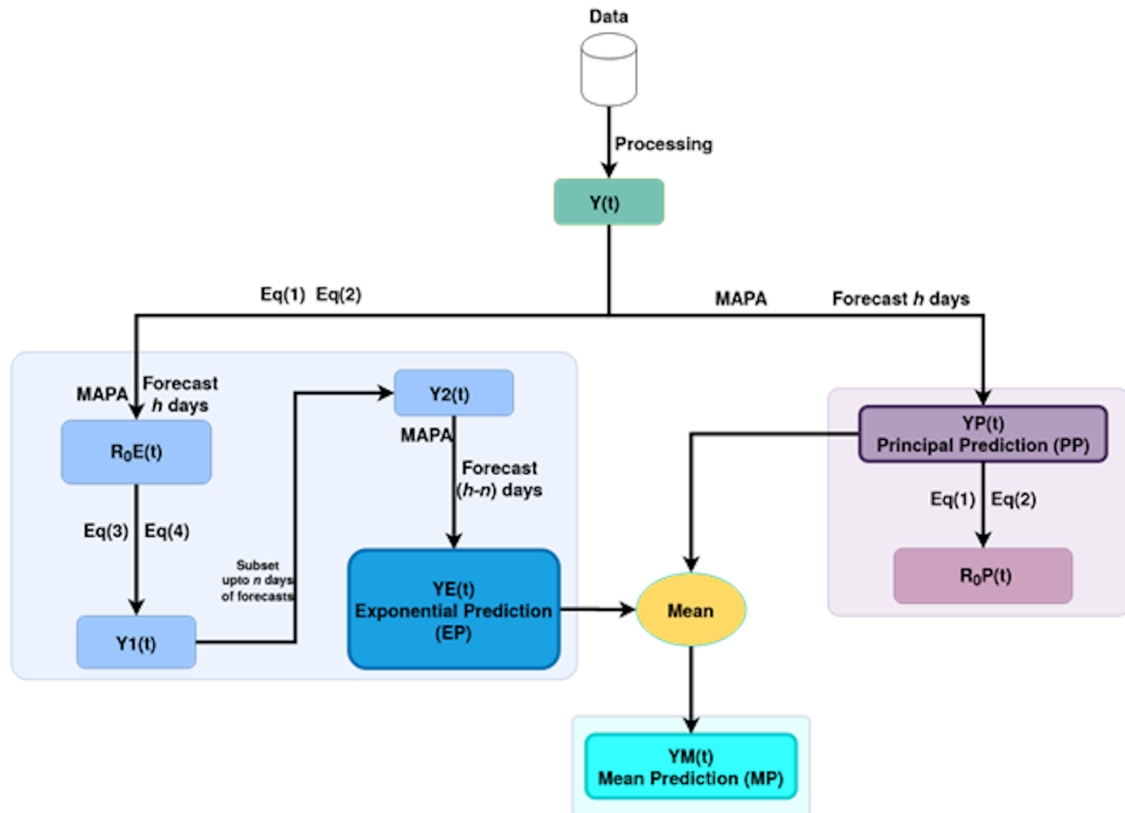 Data
Processing
Y(t)
Eq(1) Eq(2)
MAPA Forecast h days
MAPA
Forecast
h days
R₀E(t)
Eq(3) Eq(4)
Y1(t)
Subset
upto n days
of forecasts
Y2(t)
MAPA
Forecast
(h-n) days
YE(t)
Exponential Prediction
(EP)
Mean
YP(t)
Principal Prediction (PP)
Eq(1) Eq(2)
R₀P(t)
YM(t)
Mean Prediction (MP)